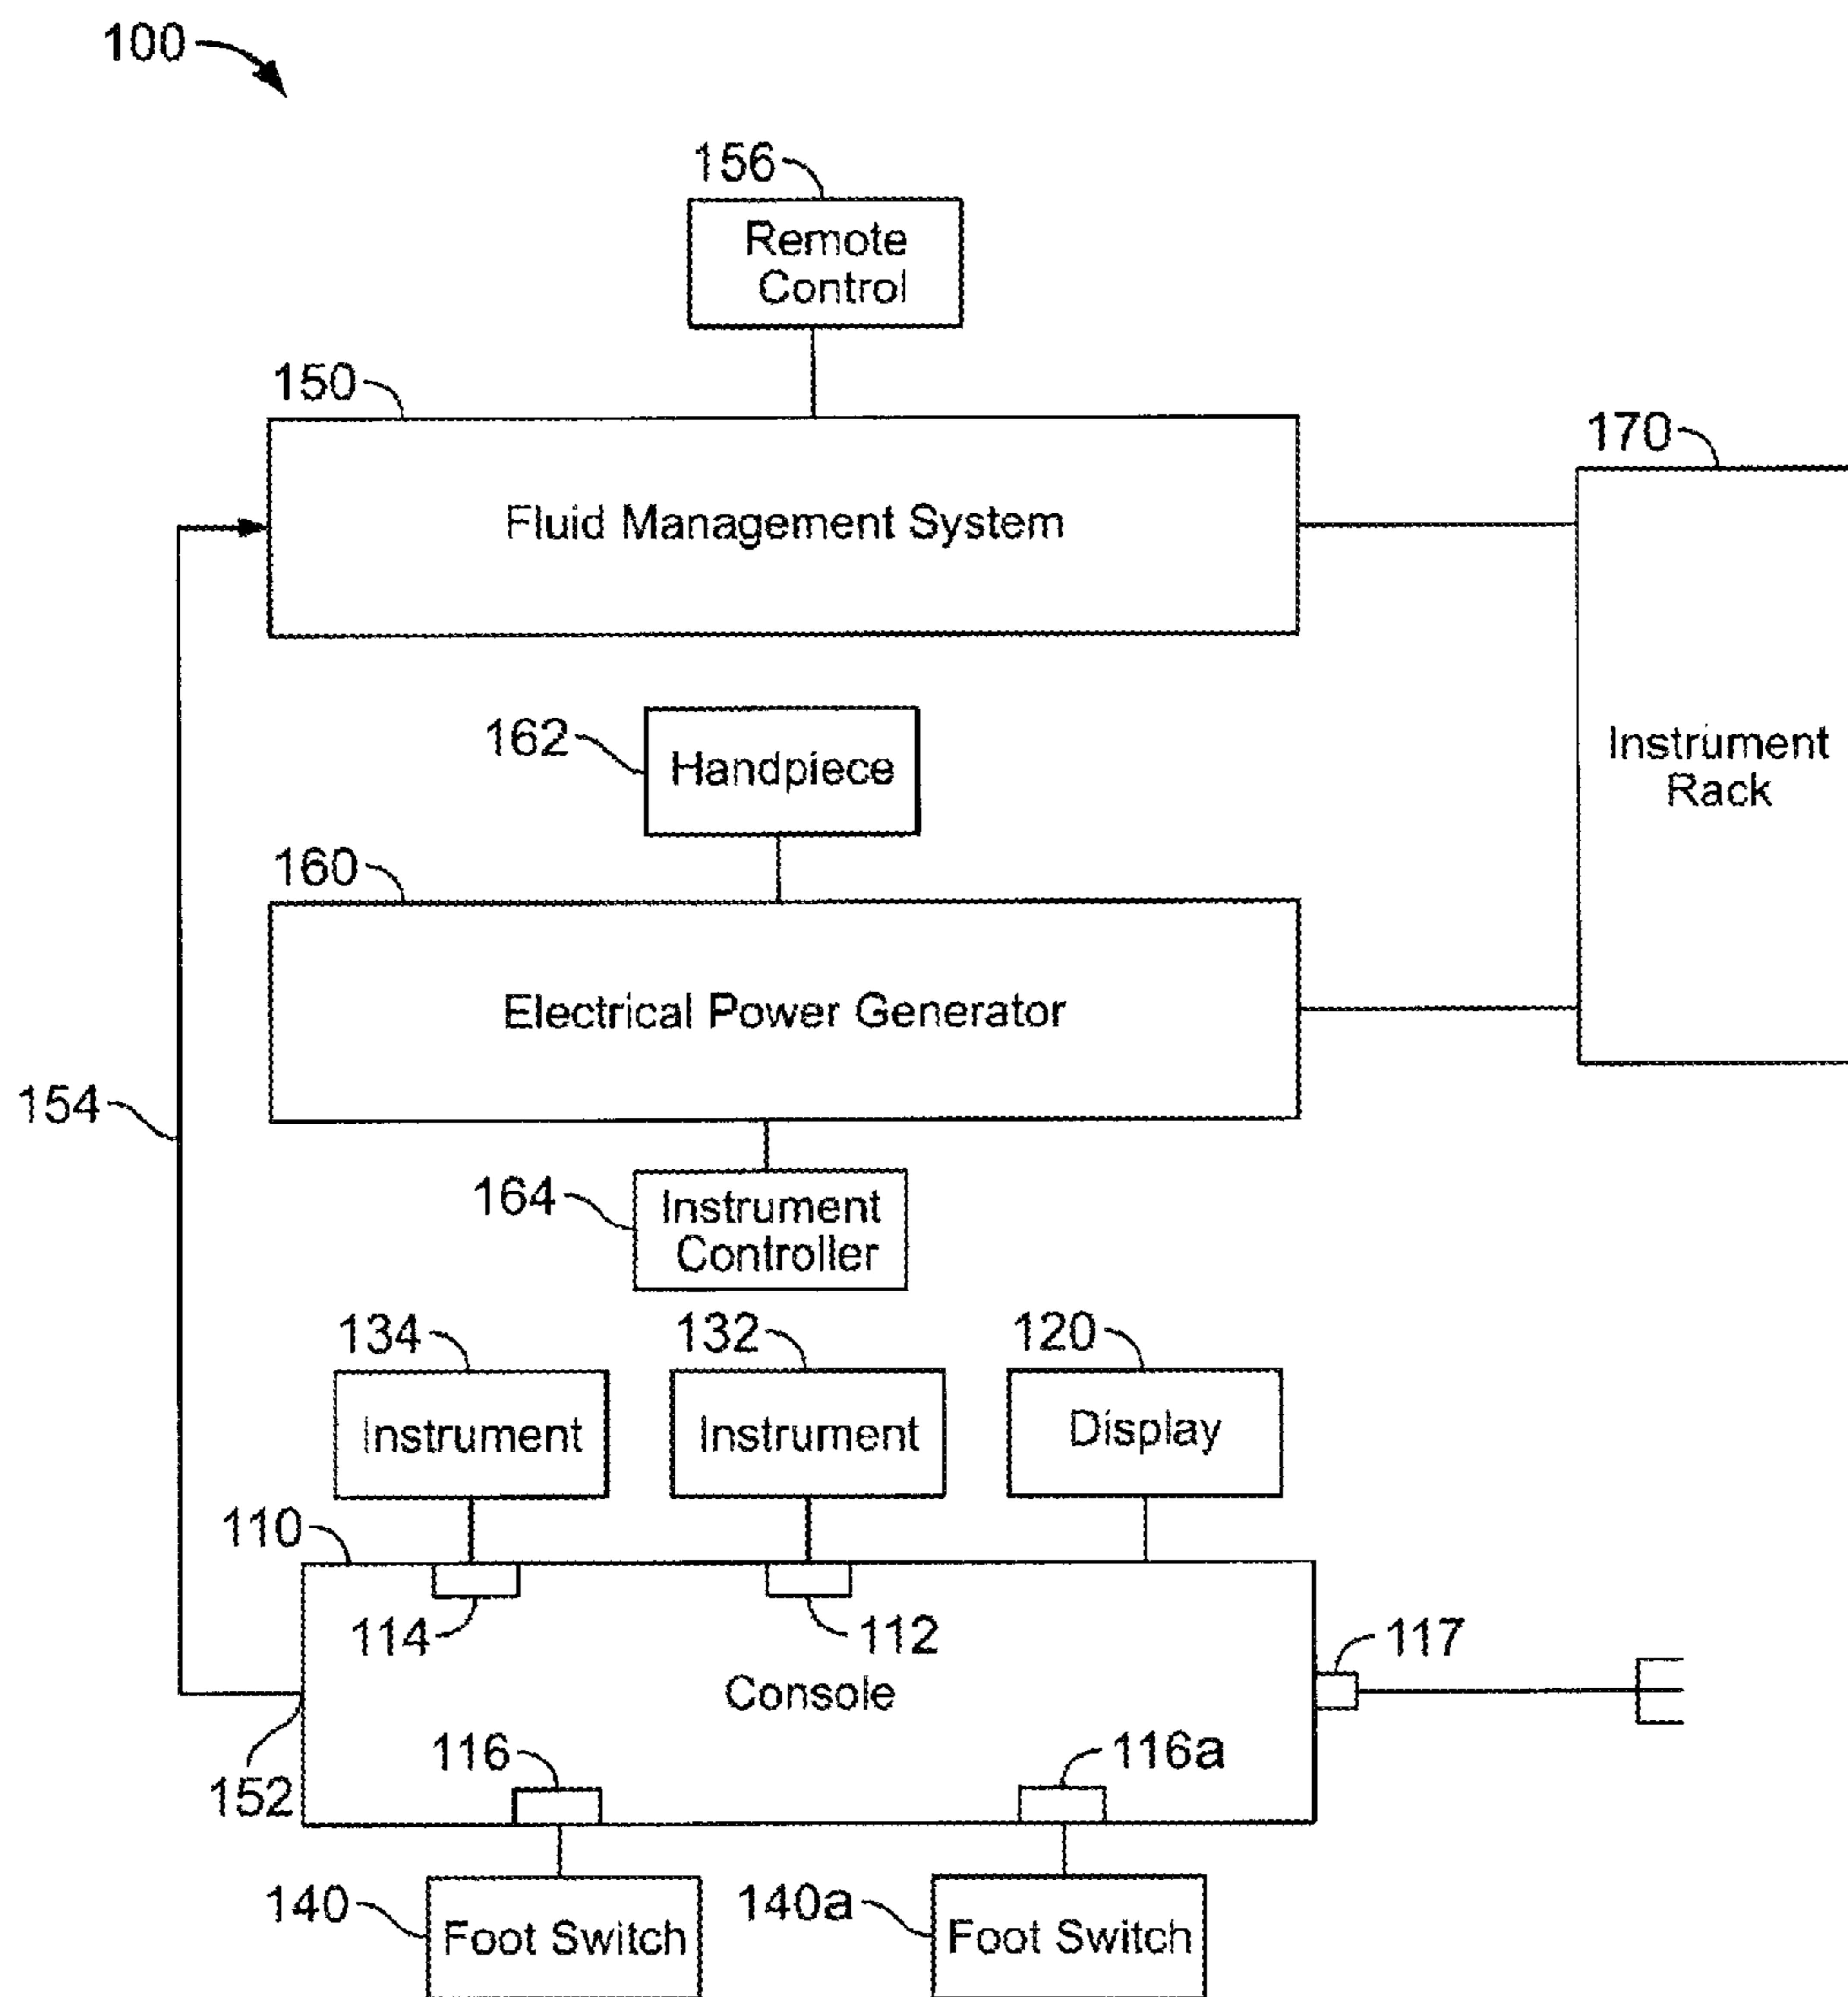 100
156
Remote
Control
150
170
Fluid Management System
162
Handpiece
Instrument
Rack
160
Electrical Power Generator
154
164
Instrument
Controller
134
132
120
Instrument
Instrument
Display
110
114
112
117
Console
116
116a
152
140
140a
Foot Switch
Foot Switch